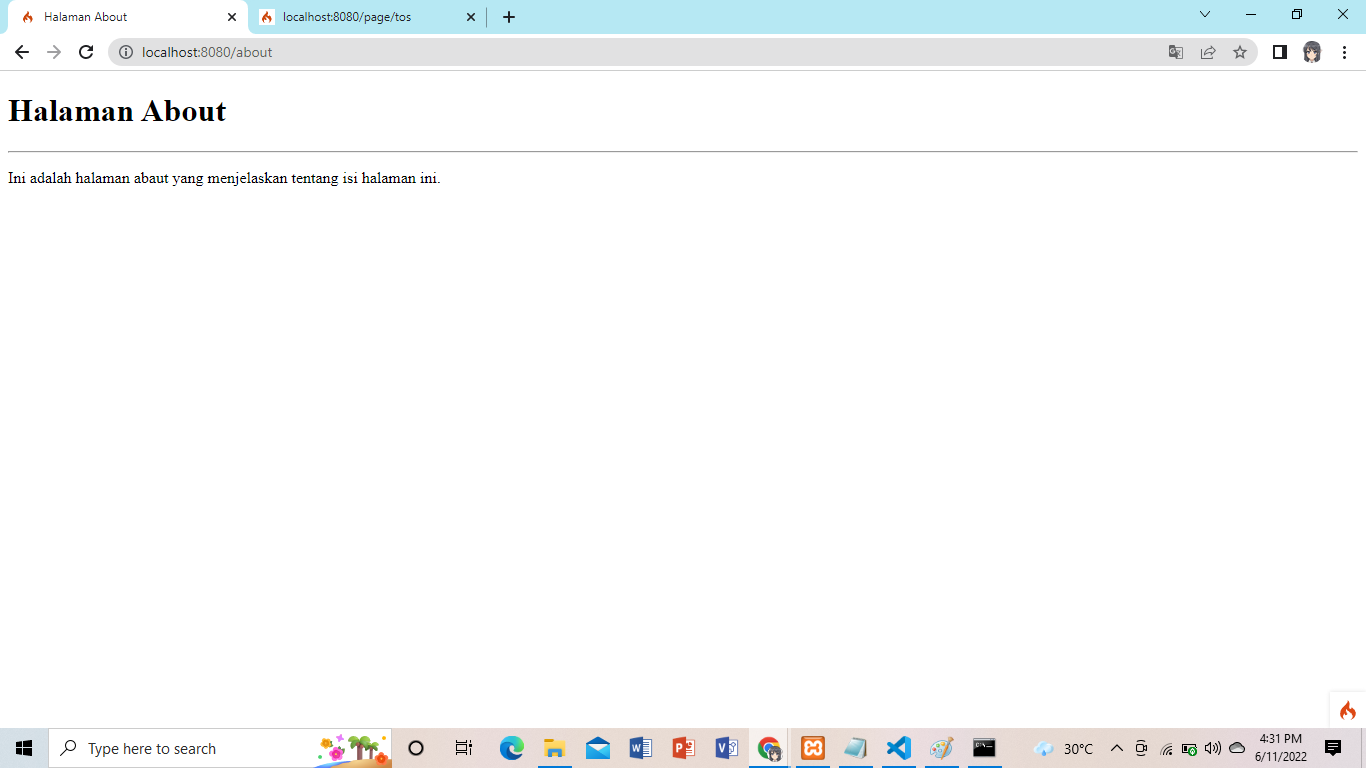 Halaman About
localhost:8080/page/tos
localhost:8080/about
Halaman About
Ini adalah halaman abaut yang menjelaskan tentang isi halaman ini.
Type here to search
30°C
4:31 PM
6/11/2022